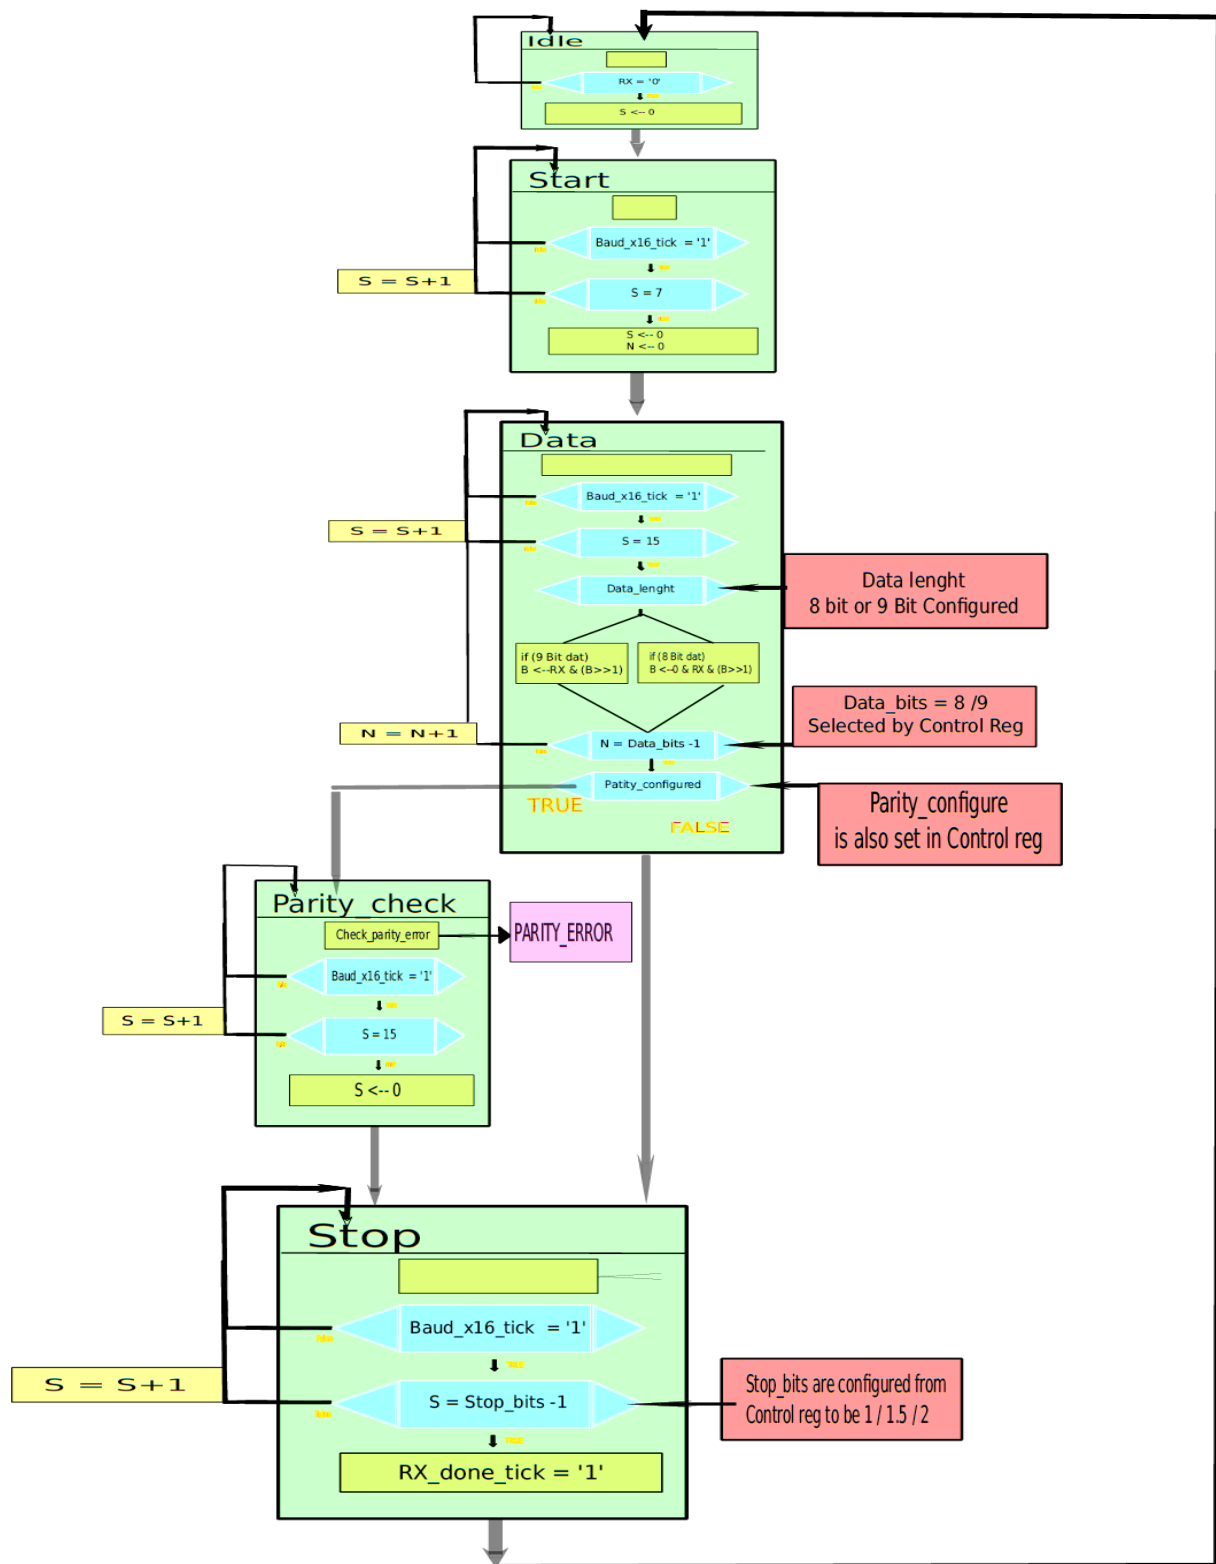 Idle
RX = '0'
S <-- 0
Start
Baud_x16_tick = '1'
S = S+1
S = 7
S <-- 0
N <-- 0
Data
Baud_x16_tick = '1'
S = S+1
S = 15
Data_lenght
Data lenght
8 bit or 9 Bit Configured
if (9 Bit dat)
B <--RX & (B>>1)
if (8 Bit dat)
B <--0 & RX & (B>>1)
Data_bits = 8 /9
Selected by Control Reg
N = N+1
N = Data_bits -1
Patity_configured
TRUE
FALSE
Parity_configure
is also set in Control reg
Parity_check
Check_parity_error
PARITY_ERROR
Baud_x16_tick = '1'
S = S+1
S = 15
S <-- 0
Stop
Baud_x16_tick = '1'
false
TRUE
S = S+1
S = Stop_bits -1
false
TRUE
Stop_bits are configured from
Control reg to be 1 / 1.5 / 2
RX_done_tick = '1'